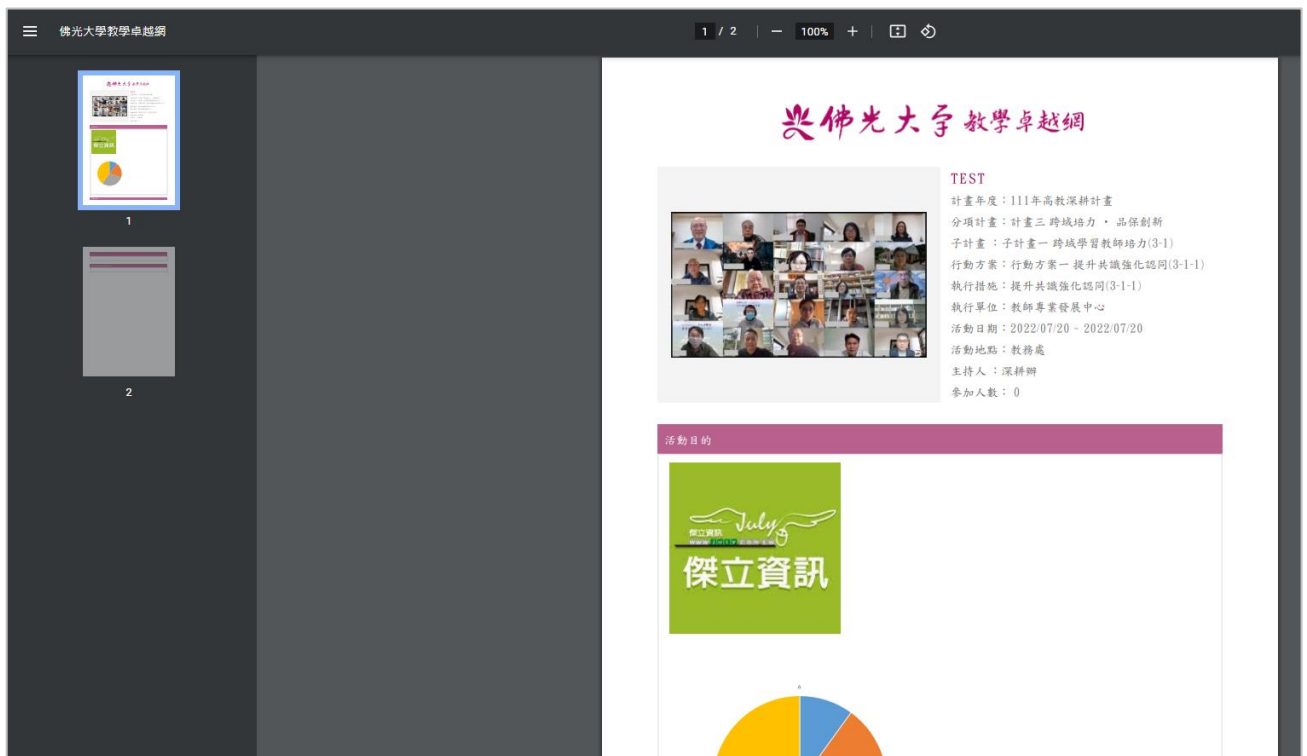 佛光大學教學卓越網
1 / 2
100%
佛光大學教學卓越網
TEST
計畫年度：111年高教深耕計畫
分項計畫：計畫三 跨域培力 · 品保創新
子計畫 ：子計畫一 跨域學習教師培力(3-1)
行動方案：行動方案一 提升共識強化認同(3-1-1)
執行措施：提升共識強化認同(3-1-1)
執行單位：教師專業發展中心
活動日期：2022/07/20 ~ 2022/07/20
活動地點：教務處
主持人 ：深耕辦
參加人數： 0
活動目的
July
傑立資訊
傑立資訊
1
2